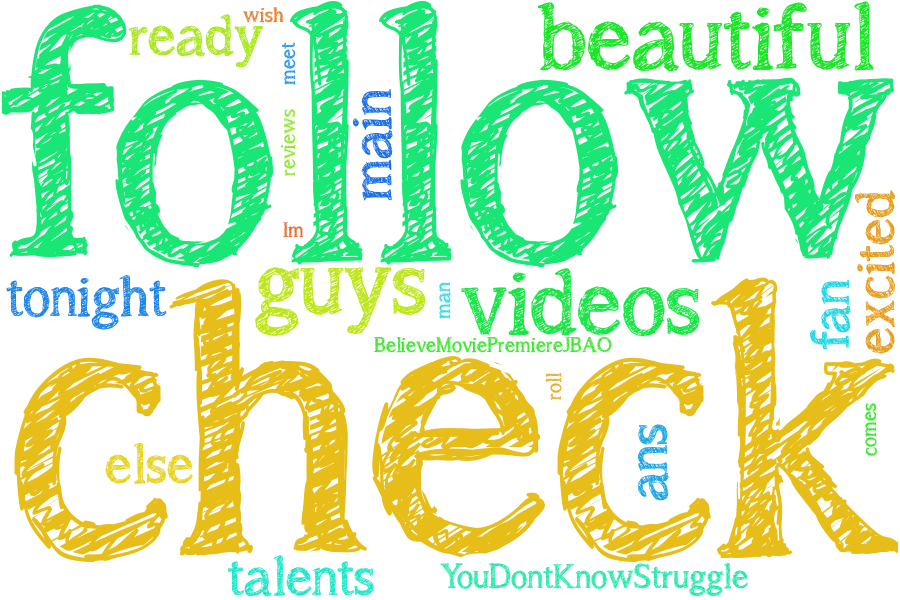 wish
ready
beautiful
meet
follow
main
reviews
Im
excited
guys
tonight
videos
man
fan
BelieveMoviePremiereJBAO
check
roll
comes
else
ans
talents
YouDontKnowStruggle